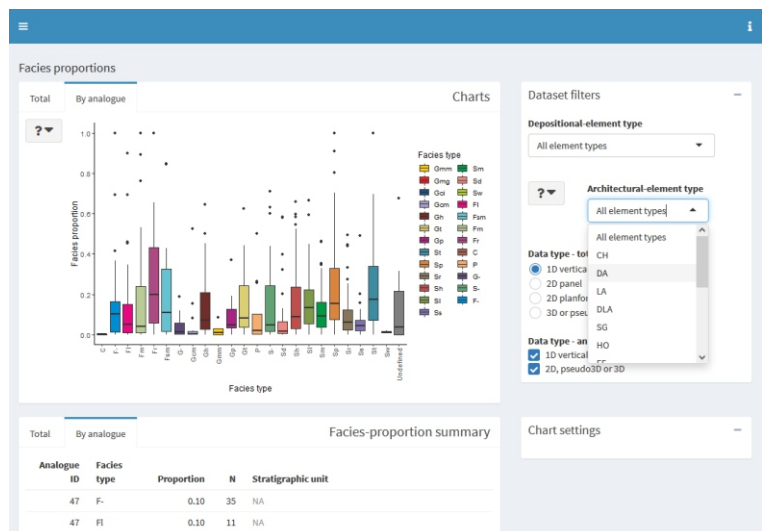 Facies proportions
Total By analogue Charts
?
Facies proportion
1.0
0.8
0.6
0.4
0.2
0.0
C F- Fl Fm Fr Fsm G- Gcm Gh Gmm Gp Gt P S- Sd Sh Sl Sm Sp Sr Ss St Sw Undefined
Facies type
Facies type
Gmm Sm
Gmg Sd
Gci Sw
Gcm Fl
Gh Fsm
Gt Fm
Gp Fr
St C
Sp P
Sr G-
Sh S-
Sl F-
Ss
Dataset filters
Depositional-element type
All element types
?
Architectural-element type
All element types
All element types
CH
DA
LA
DLA
SG
HO
Data type - tot
1D vertica
2D panel
2D planfor
3D or pseu
Data type - an
1D vertical
2D, pseudo3D or 3D
Total By analogue Facies-proportion summary
Analogue ID Facies type Proportion N Stratigraphic unit
47 F- 0.10 35 NA
47 Fl 0.10 11 NA
Chart settings